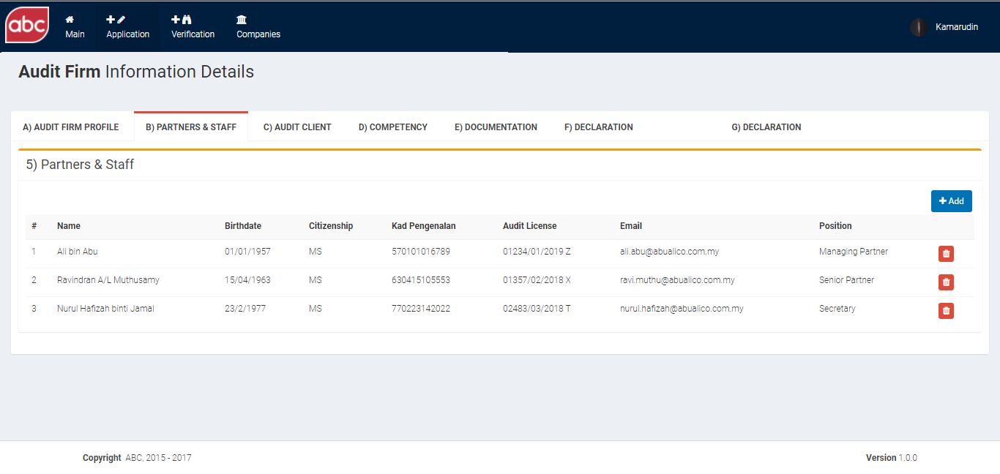 abc
Main
Application
Verification
Companies
Kamarudin
Audit Firm Information Details
A) AUDIT FIRM PROFILE B) PARTNERS & STAFF C) AUDIT CLIENT D) COMPETENCY E) DOCUMENTATION F) DECLARATION G) DECLARATION
5) Partners & Staff
Add
# Name Birthdate Citizenship Kad Pengenalan Audit License Email Position
1 Ali bin Abu 01/01/1957 MS 570101016789 01234/01/2019 Z ali.abu@abualico.com.my Managing Partner
2 Ravindran A/L Muthusamy 15/04/1963 MS 630415105553 01357/02/2018 X ravi.muthu@abualico.com.my Senior Partner
3 Nurul Hafizah binti Jamal 23/2/1977 MS 770223142022 02483/03/2018 T nurul.hafizah@abualico.com.my Secretary
Copyright ABC, 2015 - 2017 Version 1.0.0